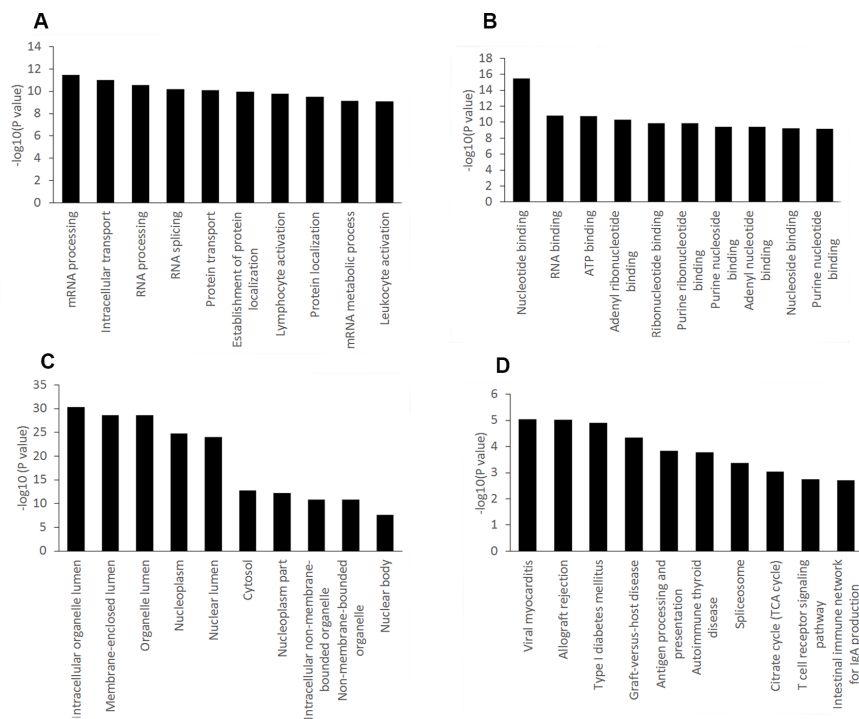 A
-log10(P value)
14
12
10
8
6
4
2
0
mRNA processing
Intracellular transport
RNA processing
RNA splicing
Protein transport
Establishment of protein
localization
Lymphocyte activation
Protein localization
mRNA metabolic process
Leukocyte activation
B
-log10(P value)
18
16
14
12
10
8
6
4
2
0
Nucleotide binding
RNA binding
ATP binding
Adenyl ribonucleotide
binding
Ribonucleotide binding
Purine ribonucleotide
binding
Purine nucleoside
binding
Adenyl nucleotide
binding
Nucleoside binding
Purine nucleotide
binding
C
-log10 (P value)
35
30
25
20
15
10
5
0
Intracellular organelle lumen
Membrane-enclosed lumen
Organelle lumen
Nucleoplasm
Nuclear lumen
Cytosol
Nucleoplasm part
Intracellular non-membrane-
bounded organelle
Non-membrane-bounded
organelle
Nuclear body
D
-log10(P value)
6
5
4
3
2
1
0
Viral myocarditis
Allograft rejection
Type I diabetes mellitus
Graft-versus-host disease
Antigen processing and
presentation
Autoimmune thyroid
disease
Spliceosome
Citrate cycle (TCA cycle)
T cell receptor signaling
pathway
Intestinal immune network
for IgA production